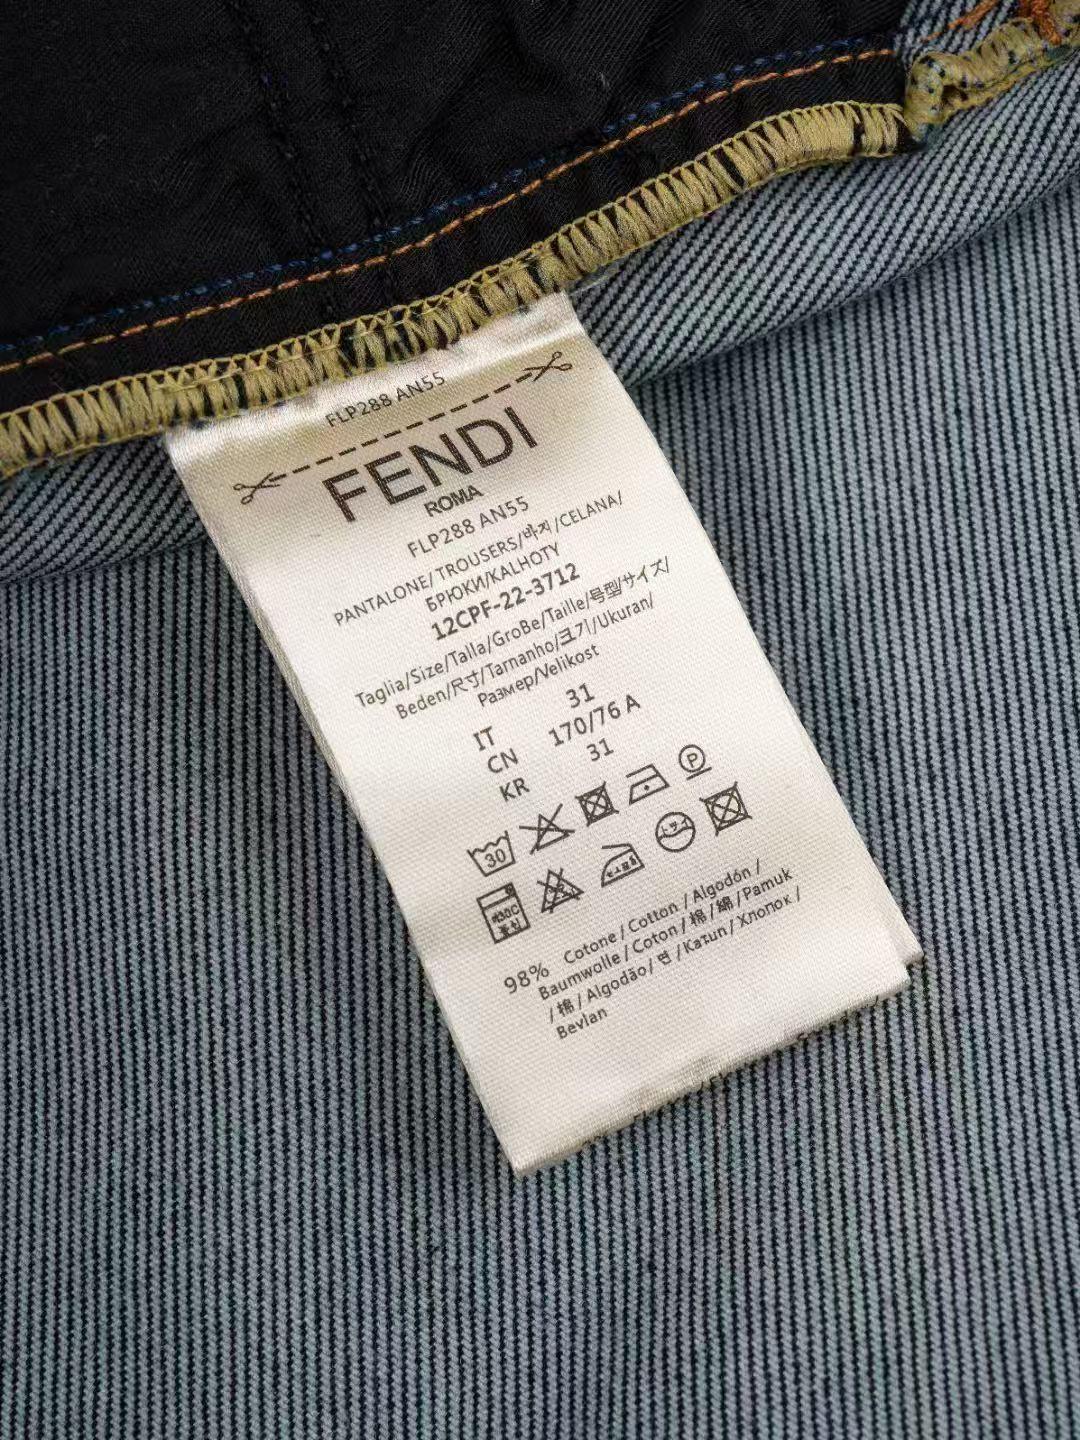 FLP288 AN55
FENDI
ROMA
FLP288 AN55
PANTALONE/ TROUSERS/바지/CELANA/
БРЮКИ/KALHOTY
12CPF-22-3712
Taglia/Size/Talla/GroBe/Taille/号型/サイズ/
Beden/尺寸/Tarnanho/크기/Ukuran/
Размер/Velikost
IT 31
CN 170/76 A
KR 31
30
P
98% Cotone / Cotton / Algodón /
Baumwolle / Coton / 棉 / 綿 / Pamuk
/ 棉 / Algodão / 면 / Katun / Хлопок /
Bevlan